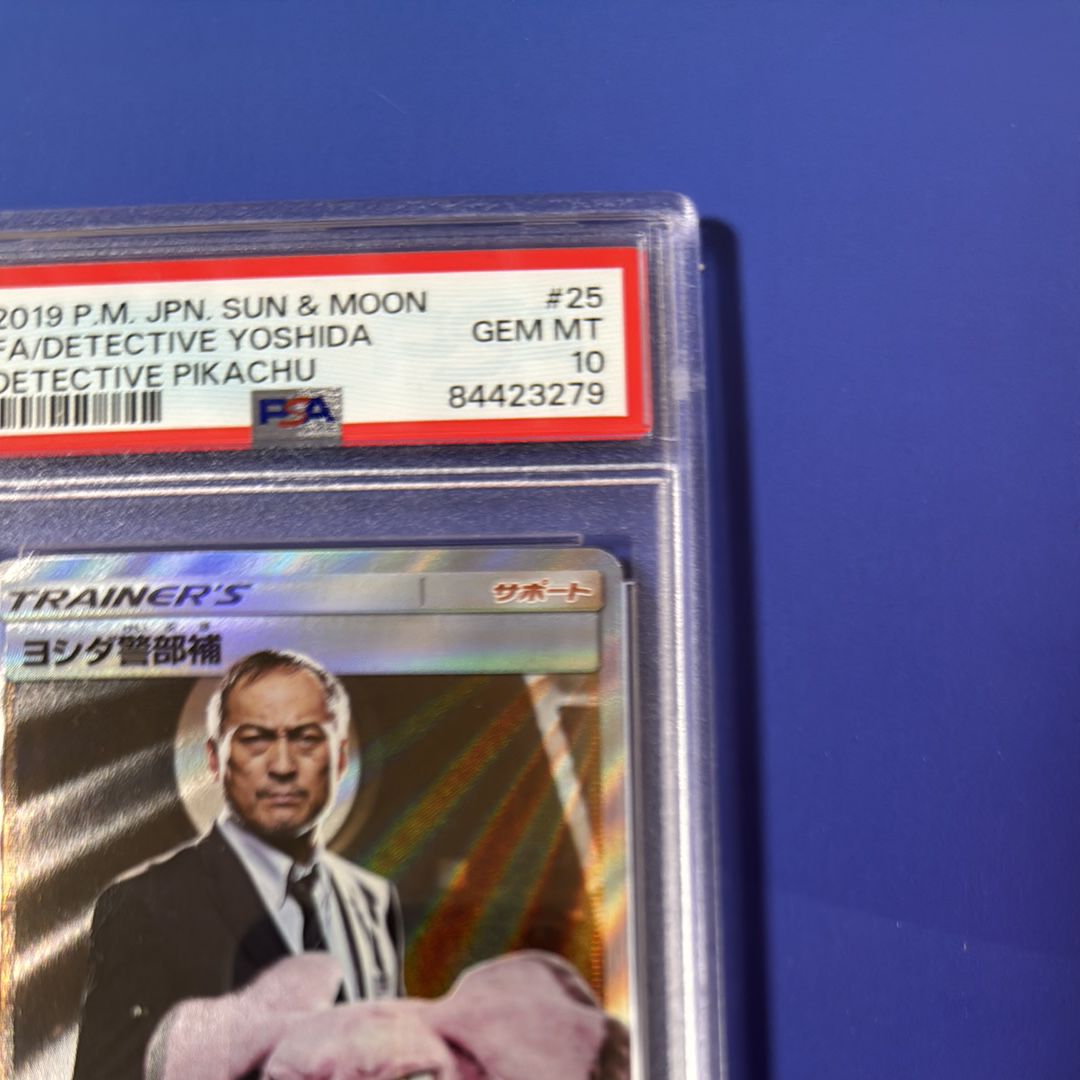 2019 P.M. JPN. SUN & MOON #25
FA/DETECTIVE YOSHIDA GEM MT
DETECTIVE PIKACHU 10
84423279
PSA
TRAINER'S サポート
ヨシダ警部補